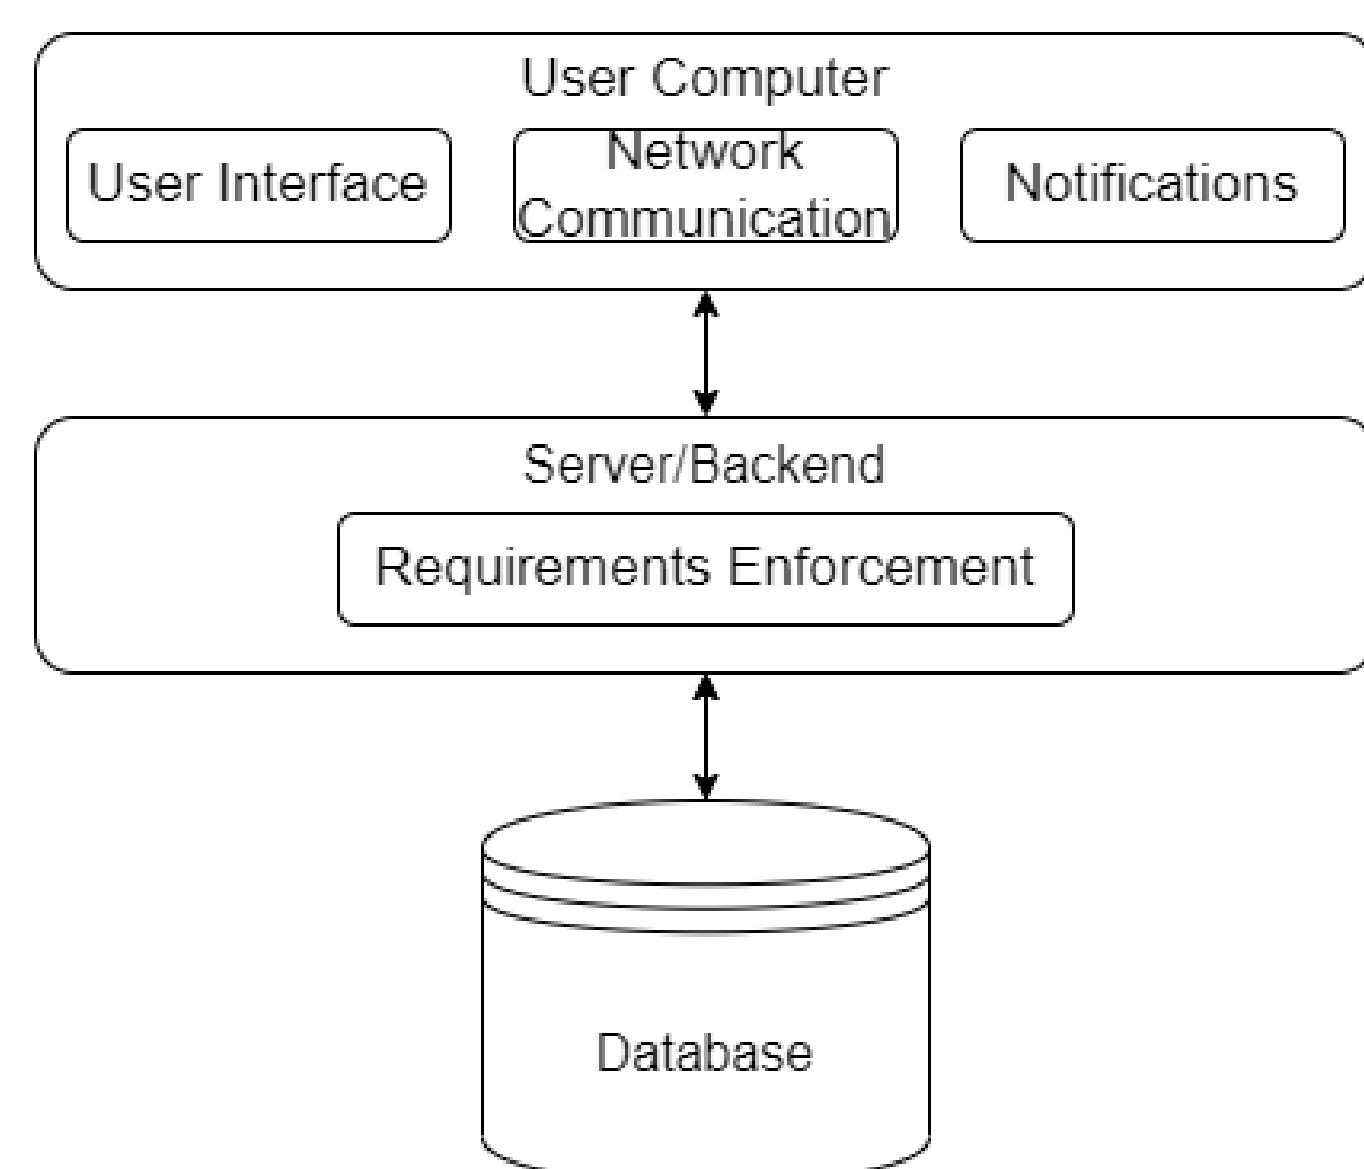 User Computer
User Interface
Network
Communication
Notifications
Server/Backend
Requirements Enforcement
Database